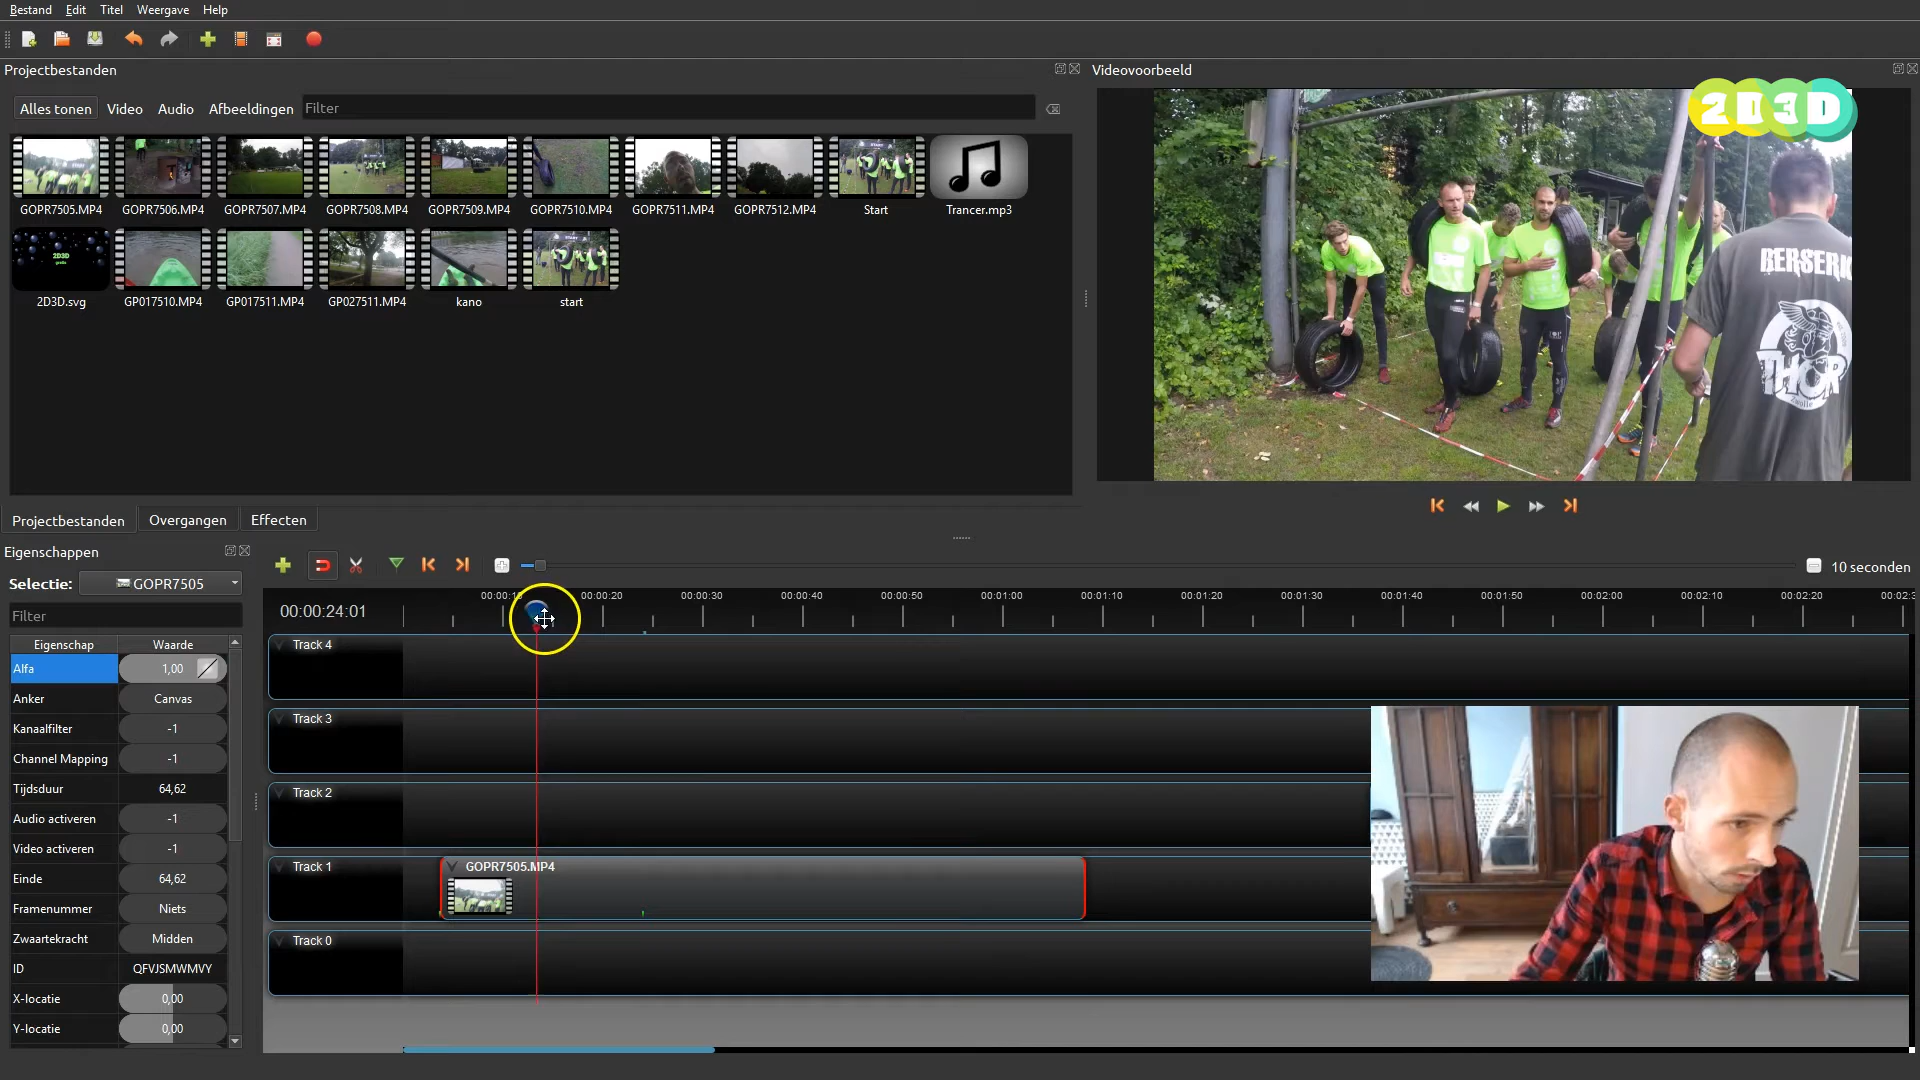 Bestand Edit Titel Weergave Help
Projectbestanden
Videovoorbeeld
Alles tonen Video Audio Afbeeldingen Filter
GOPR7505.MP4 GOPR7506.MP4 GOPR7507.MP4 GOPR7508.MP4 GOPR7509.MP4 GOPR7510.MP4 GOPR7511.MP4 GOPR7512.MP4 Start Trancer.mp3
2D3D.svg GP017510.MP4 GP017511.MP4 GP027511.MP4 kano start
2D3D
BERSERK
THOR
Zwolle
Projectbestanden Overgangen Effecten
Eigenschappen
Selectie: GOPR7505
Filter
Eigenschap Waarde
Alfa 1,00
Anker Canvas
Kanaalfilter -1
Channel Mapping -1
Tijdsduur 64,62
Audio activeren -1
Video activeren -1
Einde 64,62
Framenummer Niets
Zwaartekracht Midden
ID QFVJSMWMVY
X-locatie 0,00
Y-locatie 0,00
10 seconden
00:00:24:01
00:00:10 00:00:20 00:00:30 00:00:40 00:00:50 00:01:00 00:01:10 00:01:20 00:01:30 00:01:40 00:01:50 00:02:00 00:02:10 00:02:20 00:02:3
Track 4
Track 3
Track 2
Track 1
GOPR7505.MP4
Track 0